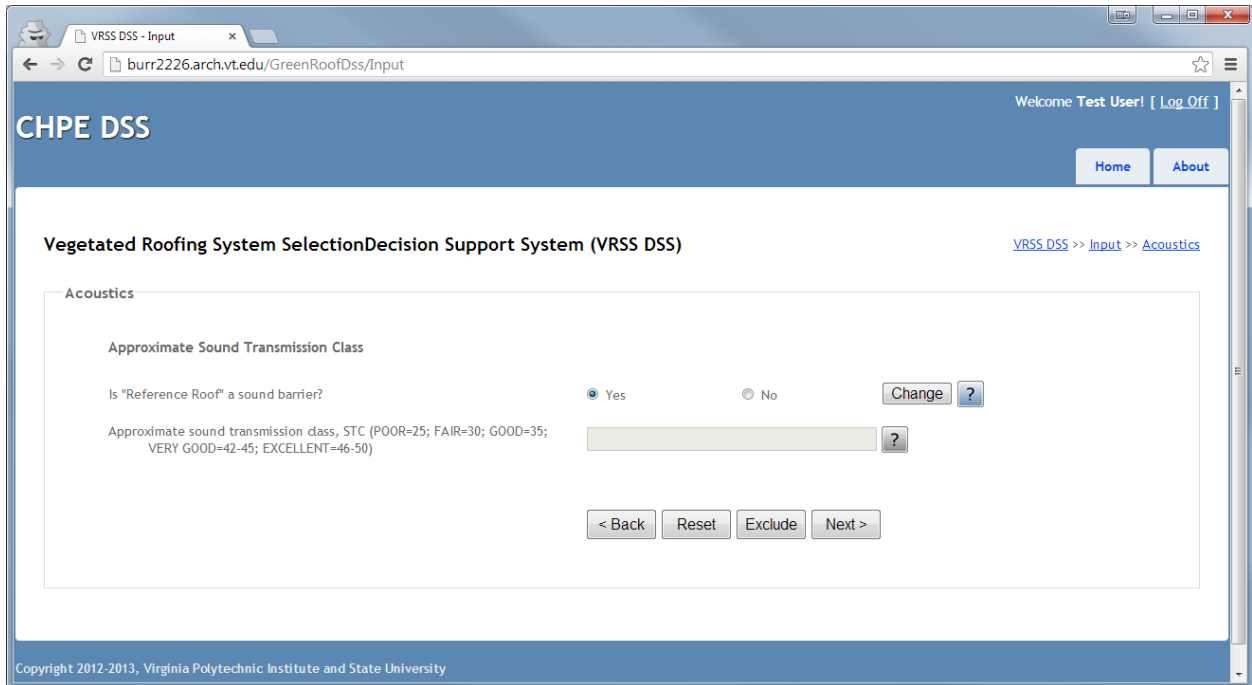 VRSS DSS - Input
burr2226.arch.vt.edu/GreenRoofDss/Input
Welcome Test User! [ Log Off ]
CHPE DSS
Home About
Vegetated Roofing System SelectionDecision Support System (VRSS DSS)
VRSS DSS >> Input >> Acoustics
Acoustics
Approximate Sound Transmission Class
Is "Reference Roof" a sound barrier? Yes No Change ?
Approximate sound transmission class, STC (POOR=25; FAIR=30; GOOD=35;
VERY GOOD=42-45; EXCELLENT=46-50) ?
< Back Reset Exclude Next >
Copyright 2012-2013, Virginia Polytechnic Institute and State University